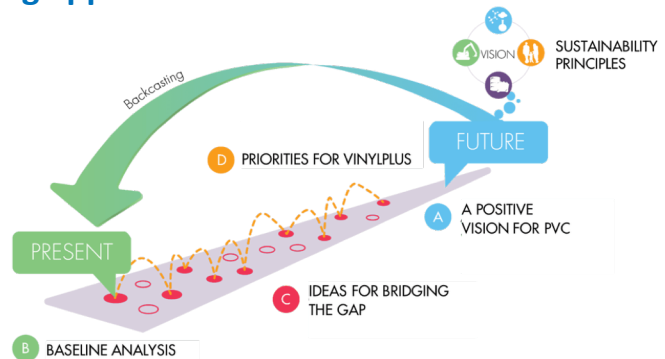 VISION
SUSTAINABILITY
PRINCIPLES
Backcasting
FUTURE
D PRIORITIES FOR VINYLPLUS
A A POSITIVE
VISION FOR PVC
PRESENT
C IDEAS FOR BRIDGING
THE GAP
B BASELINE ANALYSIS